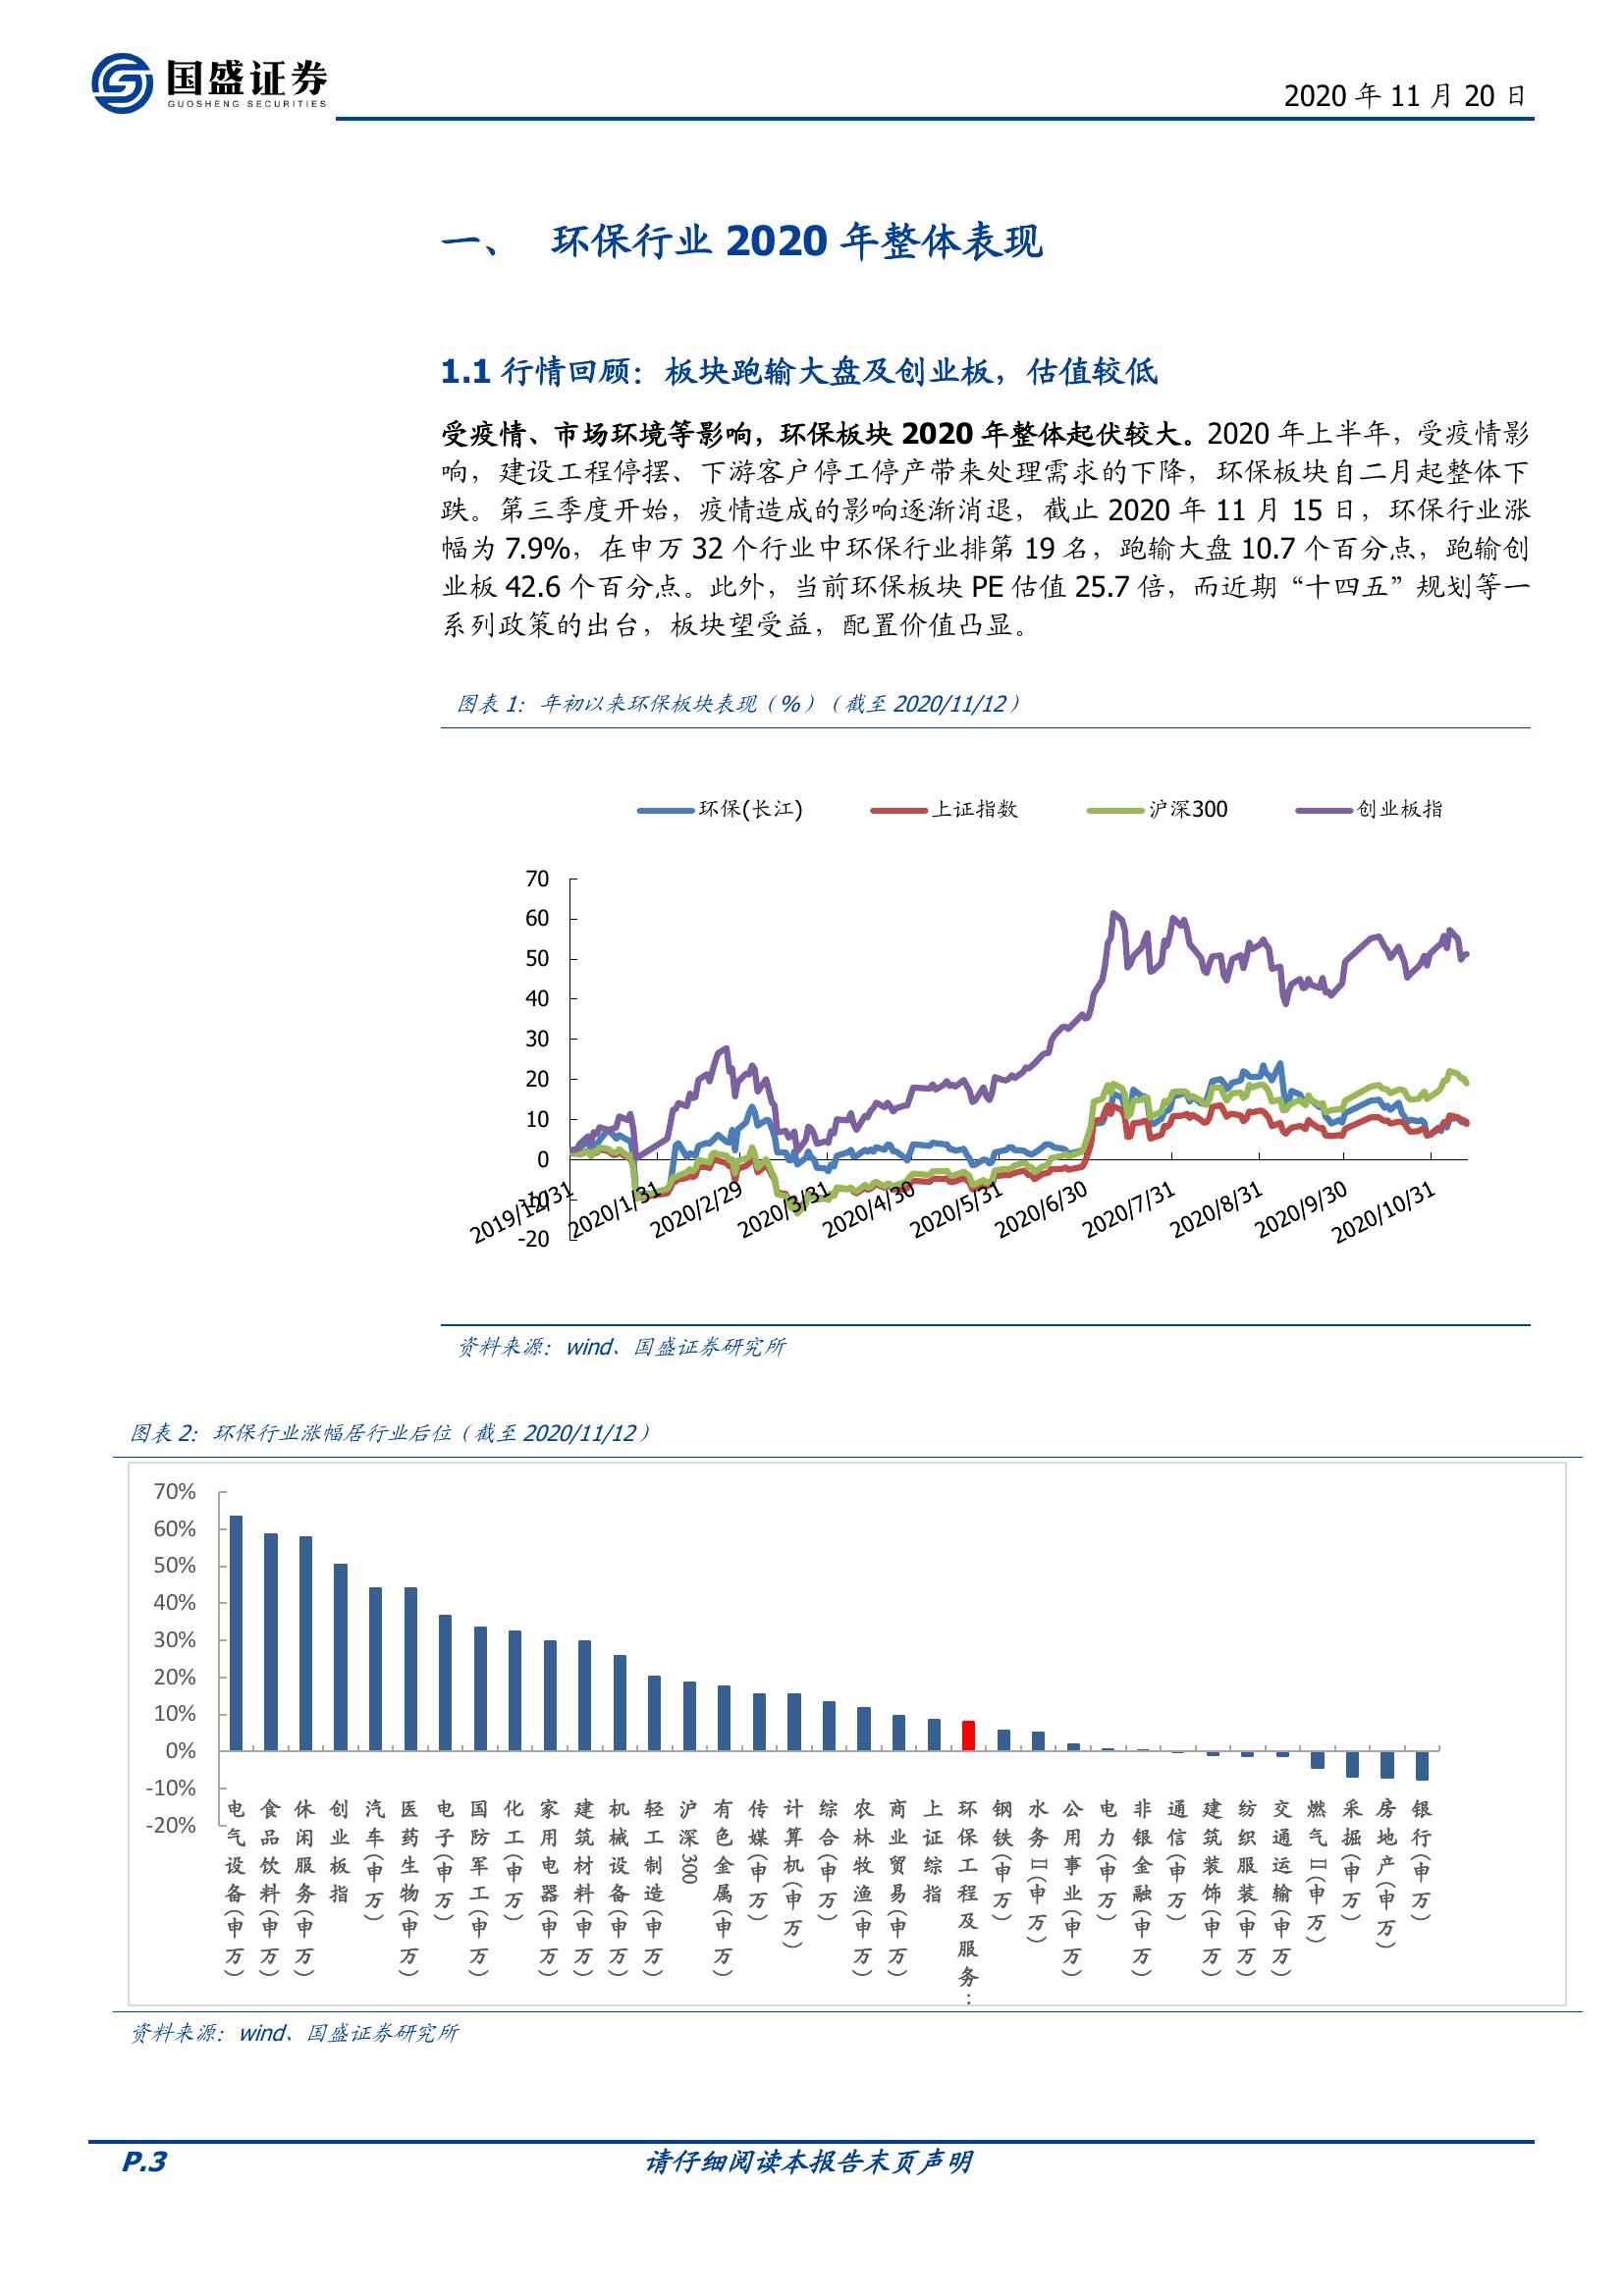 国盛证券
GUOSHENG SECURITIES
2020 年 11 月 20 日
一、 环保行业 2020 年整体表现
1.1 行情回顾：板块跑输大盘及创业板，估值较低
受疫情、市场环境等影响，环保板块 2020 年整体起伏较大。2020 年上半年，受疫情影
响，建设工程停摆、下游客户停工停产带来处理需求的下降，环保板块自二月起整体下
跌。第三季度开始，疫情造成的影响逐渐消退，截止 2020 年 11 月 15 日，环保行业涨
幅为 7.9%，在申万 32 个行业中环保行业排第 19 名，跑输大盘 10.7 个百分点，跑输创
业板 42.6 个百分点。此外，当前环保板块 PE 估值 25.7 倍，而近期“十四五”规划等一
系列政策的出台，板块望受益，配置价值凸显。
图表 1：年初以来环保板块表现（%）（截至 2020/11/12）
环保(长江) 上证指数 沪深300 创业板指
70
60
50
40
30
20
10
0
-10
-20
2019/12/31 2020/1/31 2020/2/29 2020/3/31 2020/4/30 2020/5/31 2020/6/30 2020/7/31 2020/8/31 2020/9/30 2020/10/31
资料来源：wind、国盛证券研究所
图表 2：环保行业涨幅居行业后位（截至 2020/11/12）
70%
60%
50%
40%
30%
20%
10%
0%
-10%
-20%
电气设备(申万)
食品饮料(申万)
休闲服务(申万)
创业板指
汽车(申万)
医药生物(申万)
电子(申万)
国防军工(申万)
化工(申万)
家用电器(申万)
建筑材料(申万)
机械设备(申万)
轻工制造(申万)
沪深300
有色金属(申万)
传媒(申万)
计算机(申万)
综合(申万)
农林牧渔(申万)
商业贸易(申万)
上证综指
环保工程及服务…
钢铁(申万)
水务Ⅱ(申万)
公用事业(申万)
电力(申万)
非银金融(申万)
通信(申万)
建筑装饰(申万)
纺织服装(申万)
交通运输(申万)
燃气Ⅱ(申万)
采掘(申万)
房地产(申万)
银行(申万)
资料来源：wind、国盛证券研究所
P.3
请仔细阅读本报告末页声明